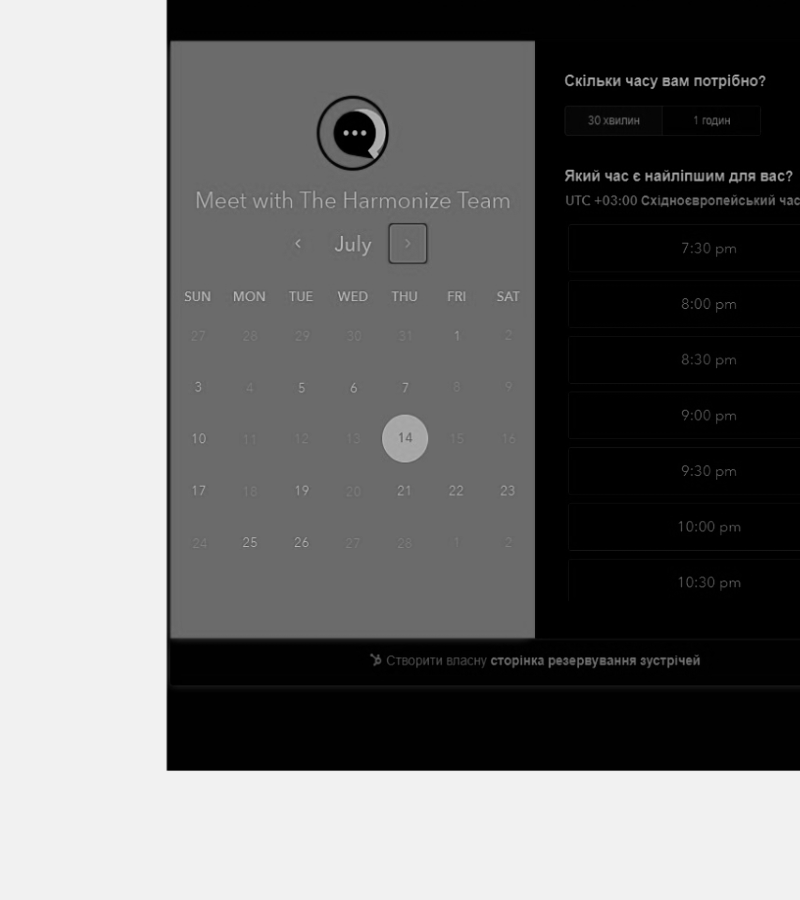 Meet with The Harmonize Team
July
SUN MON TUE WED THU FRI SAT
27 28 29 30 31 1 2
3 4 5 6 7 8 9
10 11 12 13 14 15 16
17 18 19 20 21 22 23
24 25 26 27 28 1 2
Скільки часу вам потрібно?
30 хвилин 1 годин
Який час є найліпшим для вас?
UTC +03:00 Східноєвропейський час
7:30 pm
8:00 pm
8:30 pm
9:00 pm
9:30 pm
10:00 pm
10:30 pm
Створити власну сторінка резервування зустрічей